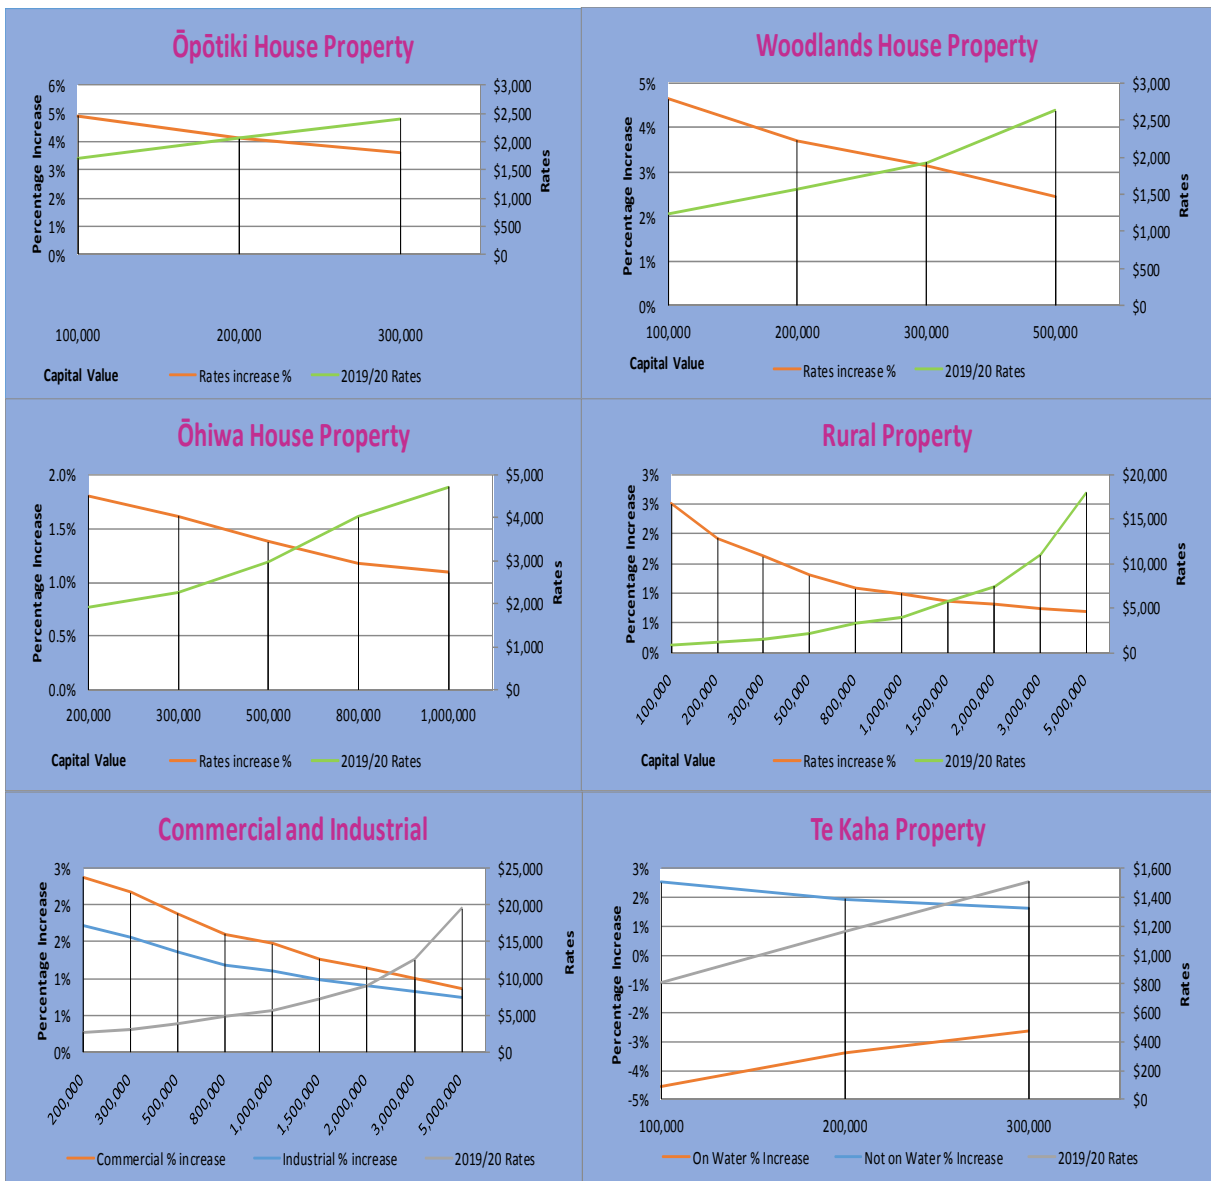 Ōpōtiki House Property
6%
5%
4%
3%
2%
1%
0%
Percentage Increase
$3,000
$2,500
$2,000
$1,500
$1,000
$500
$0
Rates
100,000 200,000 300,000
Capital Value
Rates increase % 2019/20 Rates
Woodlands House Property
5%
4%
3%
2%
1%
0%
Percentage Increase
$3,000
$2,500
$2,000
$1,500
$1,000
$500
$0
Rates
100,000 200,000 300,000 500,000
Capital Value
Rates increase % 2019/20 Rates
Ōhiwa House Property
2.0%
1.5%
1.0%
0.5%
0.0%
Percentage Increase
$5,000
$4,000
$3,000
$2,000
$1,000
$0
Rates
200,000 300,000 500,000 800,000 1,000,000
Capital Value
Rates increase % 2019/20 Rates
Rural Property
3%
3%
2%
2%
1%
1%
0%
Percentage Increase
$20,000
$15,000
$10,000
$5,000
$0
Rates
100,000 200,000 300,000 500,000 800,000 1,000,000 1,500,000 2,000,000 3,000,000 5,000,000
Capital Value
Rates increase % 2019/20 Rates
Commercial and Industrial
3%
2%
2%
1%
1%
0%
Percentage Increase
$25,000
$20,000
$15,000
$10,000
$5,000
$0
Rates
200,000 300,000 500,000 800,000 1,000,000 1,500,000 2,000,000 3,000,000 5,000,000
Commercial % increase Industrial % increase 2019/20 Rates
Te Kaha Property
3%
2%
1%
0%
-1%
-2%
-3%
-4%
-5%
Percentage Increase
$1,600
$1,400
$1,200
$1,000
$800
$600
$400
$200
$0
Rates
100,000 200,000 300,000
On Water % Increase Not on Water % Increase 2019/20 Rates